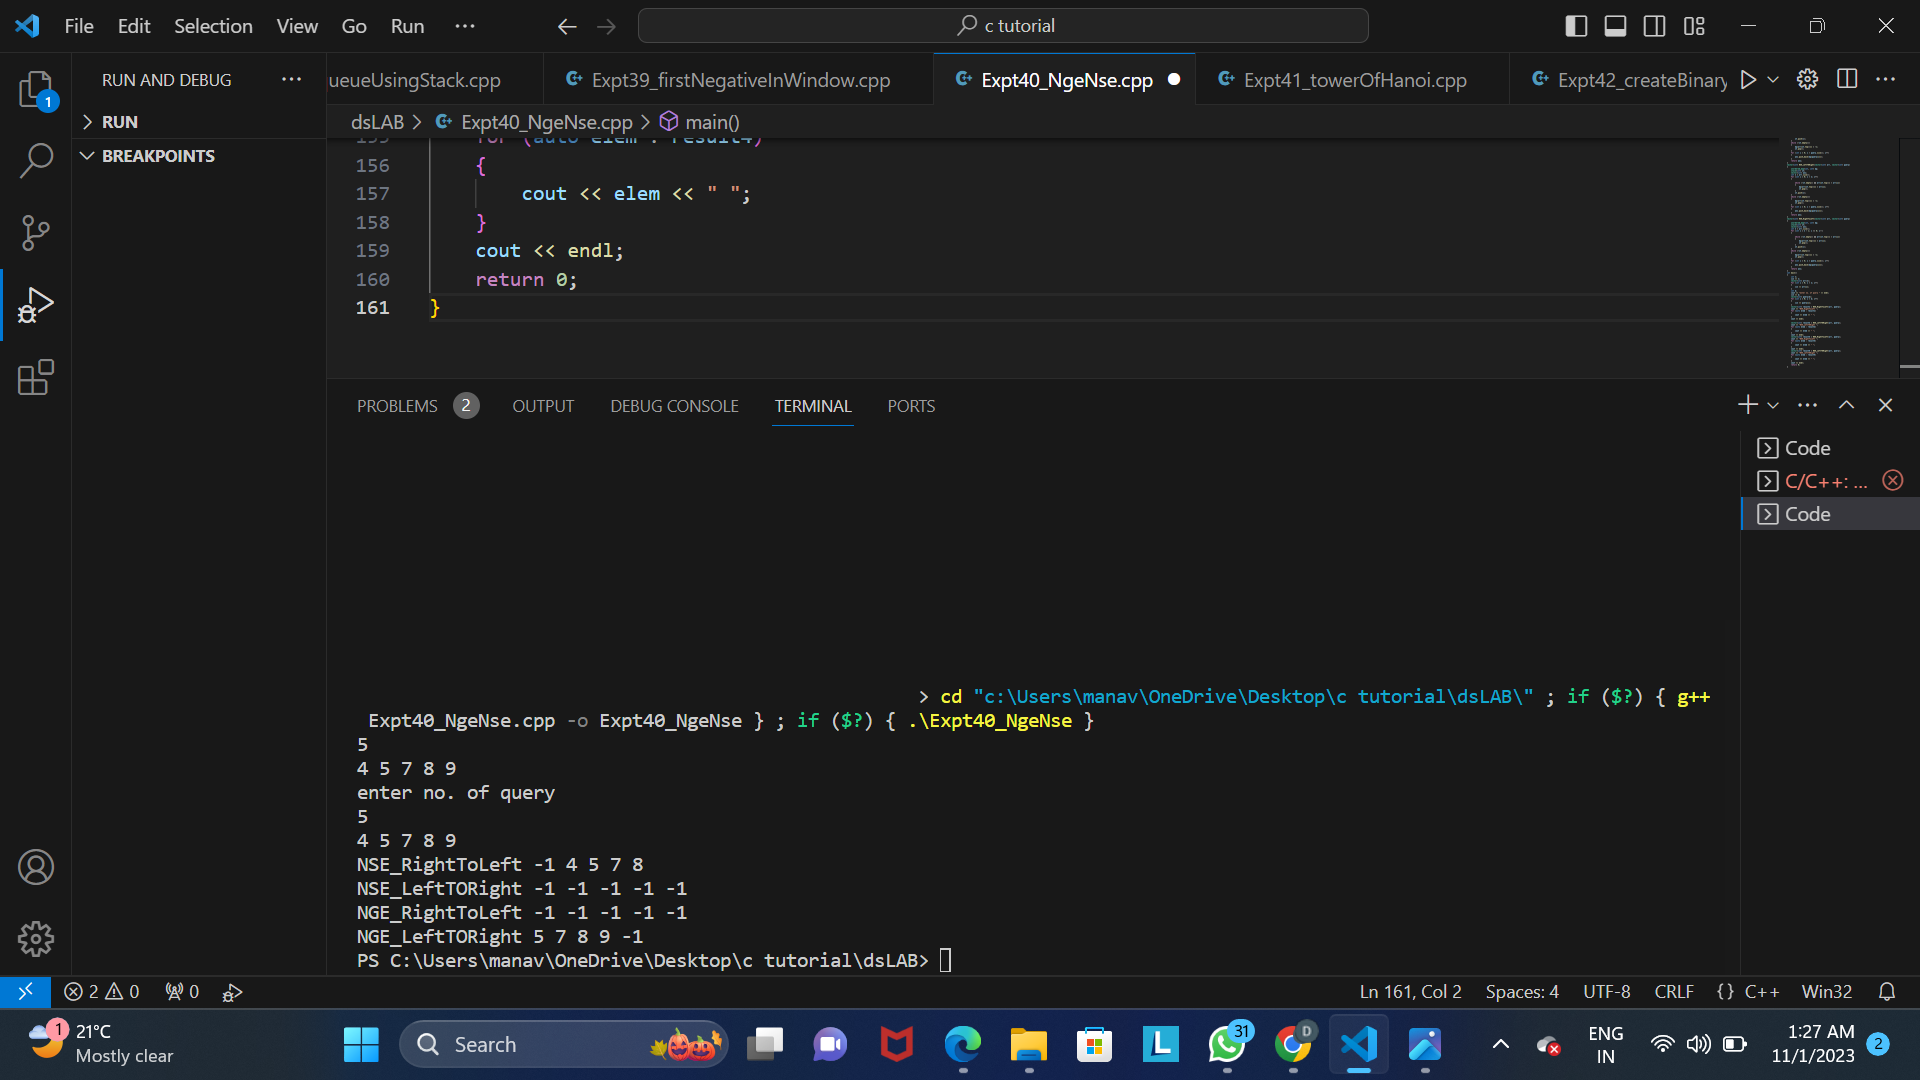 File Edit Selection View Go Run ···
c tutorial
RUN AND DEBUG ···
ueueUsingStack.cpp
Expt39_firstNegativeInWindow.cpp
Expt40_NgeNse.cpp
Expt41_towerOfHanoi.cpp
Expt42_createBinary
RUN
BREAKPOINTS
1
dsLAB > Expt40_NgeNse.cpp > main()
155 for (auto elem : result4)
156 {
157 cout << elem << " ";
158 }
159 cout << endl;
160 return 0;
161 }
PROBLEMS 2 OUTPUT DEBUG CONSOLE TERMINAL PORTS
Code
C/C++: ...
Code
> cd "c:\Users\manav\OneDrive\Desktop\c tutorial\dsLAB\" ; if ($?) { g++
Expt40_NgeNse.cpp -o Expt40_NgeNse } ; if ($?) { .\Expt40_NgeNse }
5
4 5 7 8 9
enter no. of query
5
4 5 7 8 9
NSE_RightToLeft -1 4 5 7 8
NSE_LeftTORight -1 -1 -1 -1 -1
NGE_RightToLeft -1 -1 -1 -1 -1
NGE_LeftTORight 5 7 8 9 -1
PS C:\Users\manav\OneDrive\Desktop\c tutorial\dsLAB>
2 0 0
Ln 161, Col 2 Spaces: 4 UTF-8 CRLF {} C++ Win32
1
21°C
Mostly clear
Search
L
31
D
ENG
IN
1:27 AM
11/1/2023
2